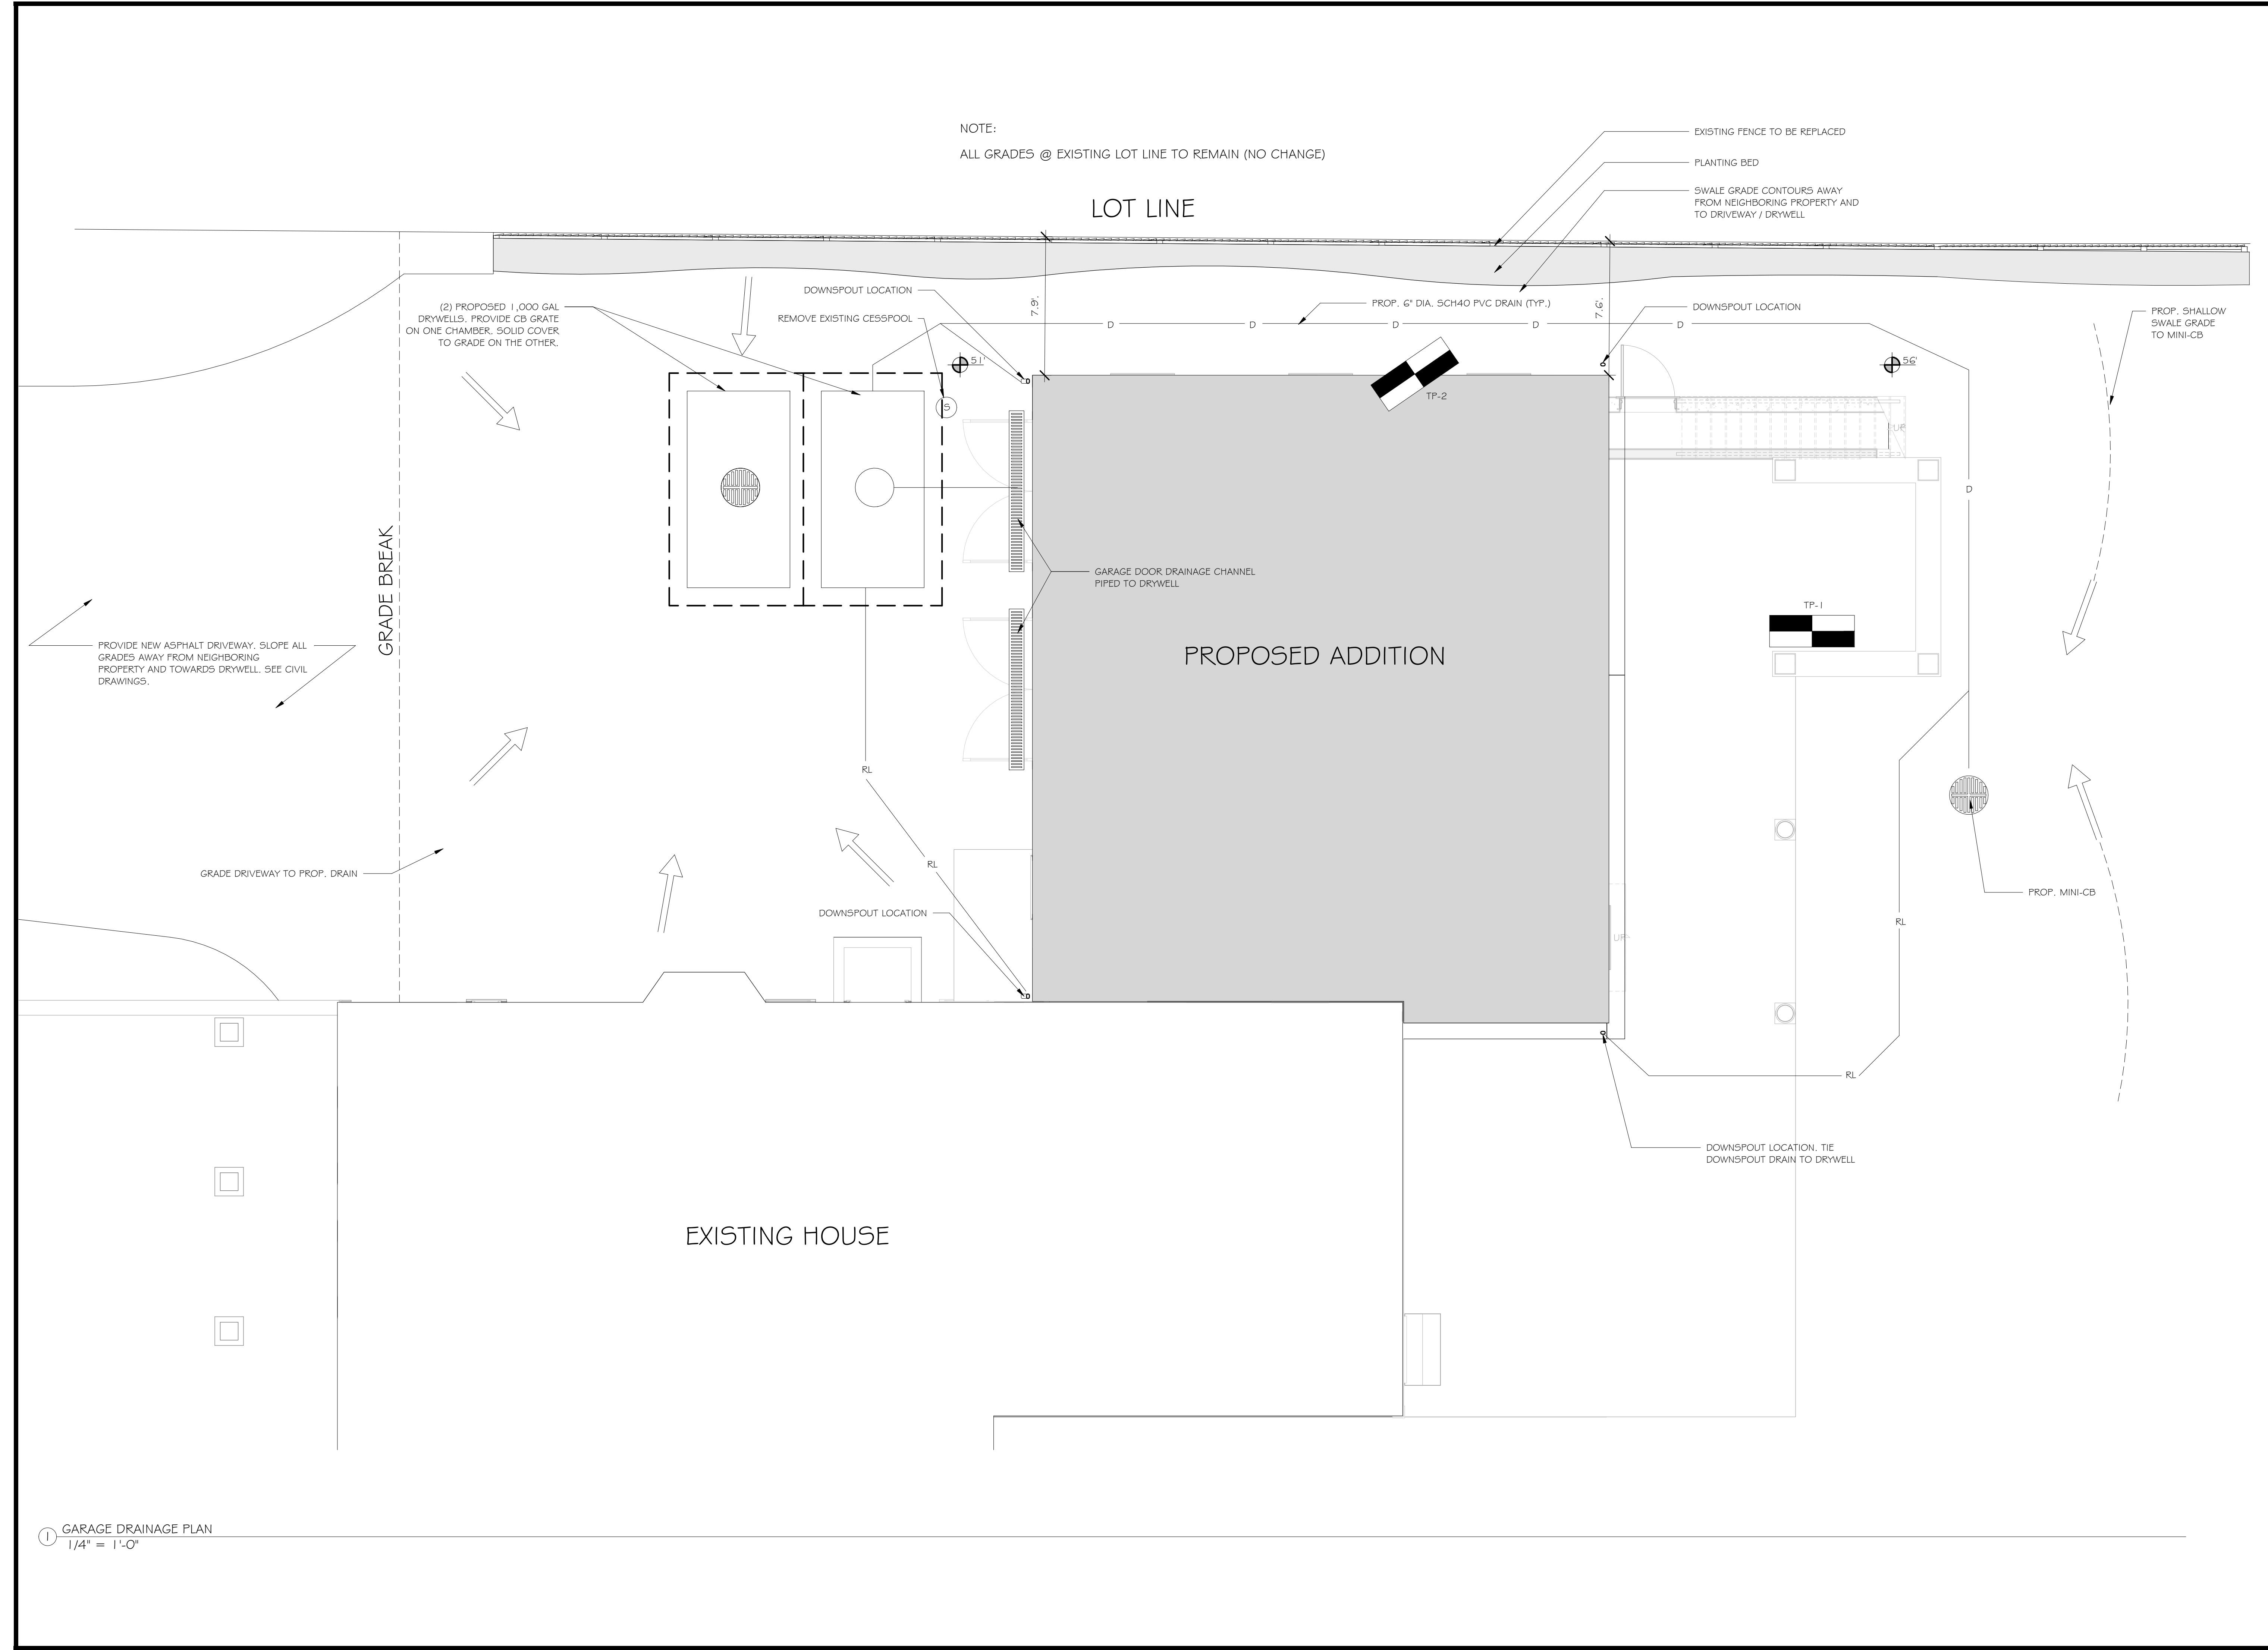 NOTE:
ALL GRADES @ EXISTING LOT LINE TO REMAIN (NO CHANGE)
EXISTING FENCE TO BE REPLACED
PLANTING BED
SWALE GRADE CONTOURS AWAY
FROM NEIGHBORING PROPERTY AND
TO DRIVEWAY / DRYWELL
LOT LINE
(2) PROPOSED 1,000 GAL
DRYWELLS. PROVIDE CB GRATE
ON ONE CHAMBER. SOLID COVER
TO GRADE ON THE OTHER.
DOWNSPOUT LOCATION
REMOVE EXISTING CESSPOOL
7.9'.
PROP. 6" DIA. SCH40 PVC DRAIN (TYP.)
7.6'.
DOWNSPOUT LOCATION
PROP. SHALLOW
SWALE GRADE
TO MINI-CB
D
D
D
D
D
51'
56'
TP-2
S
UP
D
GRADE BREAK
GARAGE DOOR DRAINAGE CHANNEL
PIPED TO DRYWELL
TP-1
PROVIDE NEW ASPHALT DRIVEWAY. SLOPE ALL
GRADES AWAY FROM NEIGHBORING
PROPERTY AND TOWARDS DRYWELL. SEE CIVIL
DRAWINGS.
PROPOSED ADDITION
RL
RL
GRADE DRIVEWAY TO PROP. DRAIN
PROP. MINI-CB
DOWNSPOUT LOCATION
RL
UP
RL
DOWNSPOUT LOCATION. TIE
DOWNSPOUT DRAIN TO DRYWELL
EXISTING HOUSE
1
GARAGE DRAINAGE PLAN
1/4" = 1'-0"